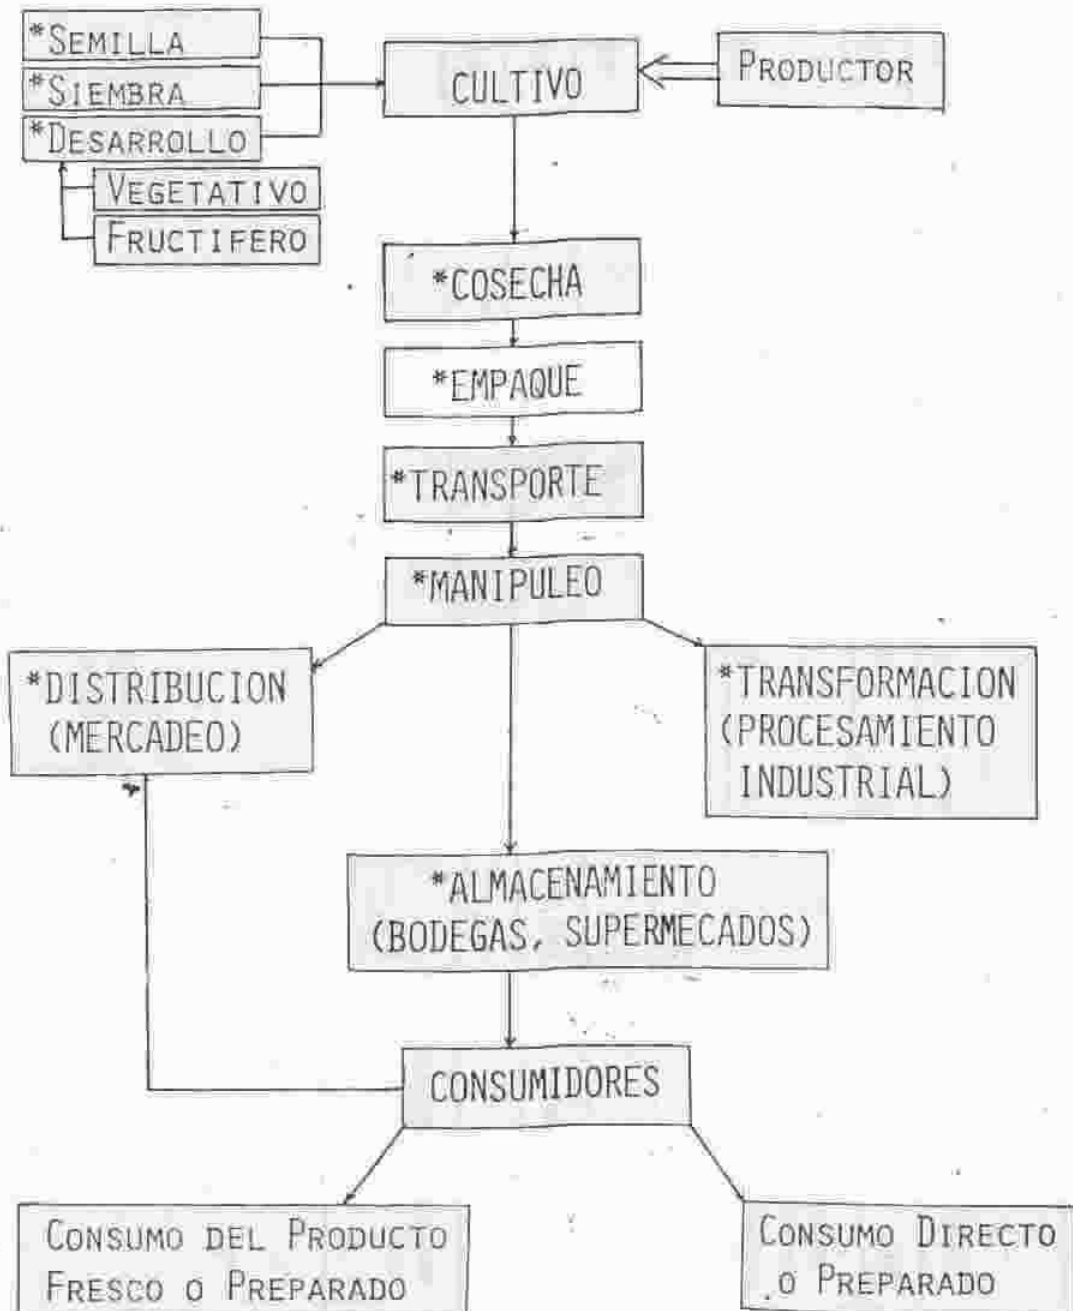 *SEMILLA
*SIEMBRA
*DESARROLLO
VEGETATIVO
FRUCTIFERO
CULTIVO
PRODUCTOR
*COSECHA
*EMPAQUE
*TRANSPORTE
*MANIPULEO
*DISTRIBUCION
(MERCADEO)
*TRANSFORMACION
(PROCESAMIENTO
INDUSTRIAL)
*ALMACENAMIENTO
(BODEGAS, SUPERMECADOS)
CONSUMIDORES
CONSUMO DEL PRODUCTO
FRESCO O PREPARADO
CONSUMO DIRECTO
O PREPARADO